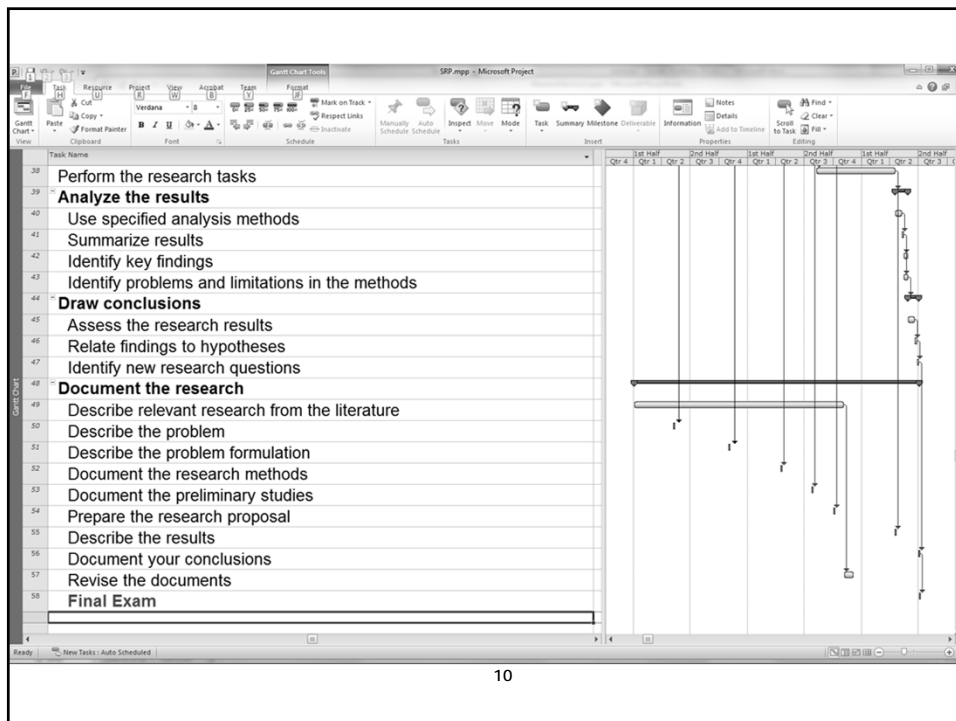 Gantt Chart Tools
SRP.mpp - Microsoft Project
1 2 3
File Task Resource Project View Acrobat Team Format
F H U R W B Y JF
Cut
Copy
Format Painter
Paste
Gantt Chart
Verdana 8
B I U A
Mark on Track
Respect Links
Inactivate
Manually Schedule
Auto Schedule
Inspect Move Mode
Task Summary Milestone Deliverable
Information
Notes
Details
Add to Timeline
Scroll to Task
Find
Clear
Fill
View Clipboard Font Schedule Tasks Insert Properties Editing
Task Name
1st Half 2nd Half 1st Half 2nd Half 1st Half 2nd Half
Qtr 4 Qtr 1 Qtr 2 Qtr 3 Qtr 4 Qtr 1 Qtr 2 Qtr 3 Qtr 4 Qtr 1 Qtr 2 Qtr 3
38 Perform the research tasks
39 Analyze the results
40 Use specified analysis methods
41 Summarize results
42 Identify key findings
43 Identify problems and limitations in the methods
44 Draw conclusions
45 Assess the research results
46 Relate findings to hypotheses
47 Identify new research questions
48 Document the research
49 Describe relevant research from the literature
50 Describe the problem
51 Describe the problem formulation
52 Document the research methods
53 Document the preliminary studies
54 Prepare the research proposal
55 Describe the results
56 Document your conclusions
57 Revise the documents
58 Final Exam
Gantt Chart
Ready New Tasks : Auto Scheduled
10